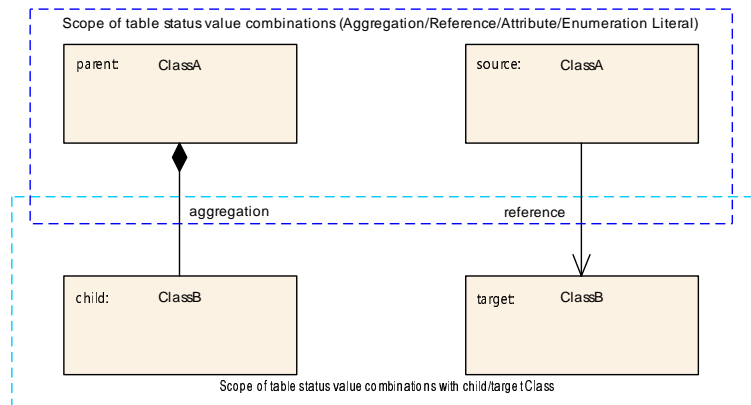 Scope of table status value combinations (Aggregation/Reference/Attribute/Enumeration Literal)
parent: ClassA
source: ClassA
aggregation
reference
child: ClassB
target: ClassB
Scope of table status value combinations with child/target Class